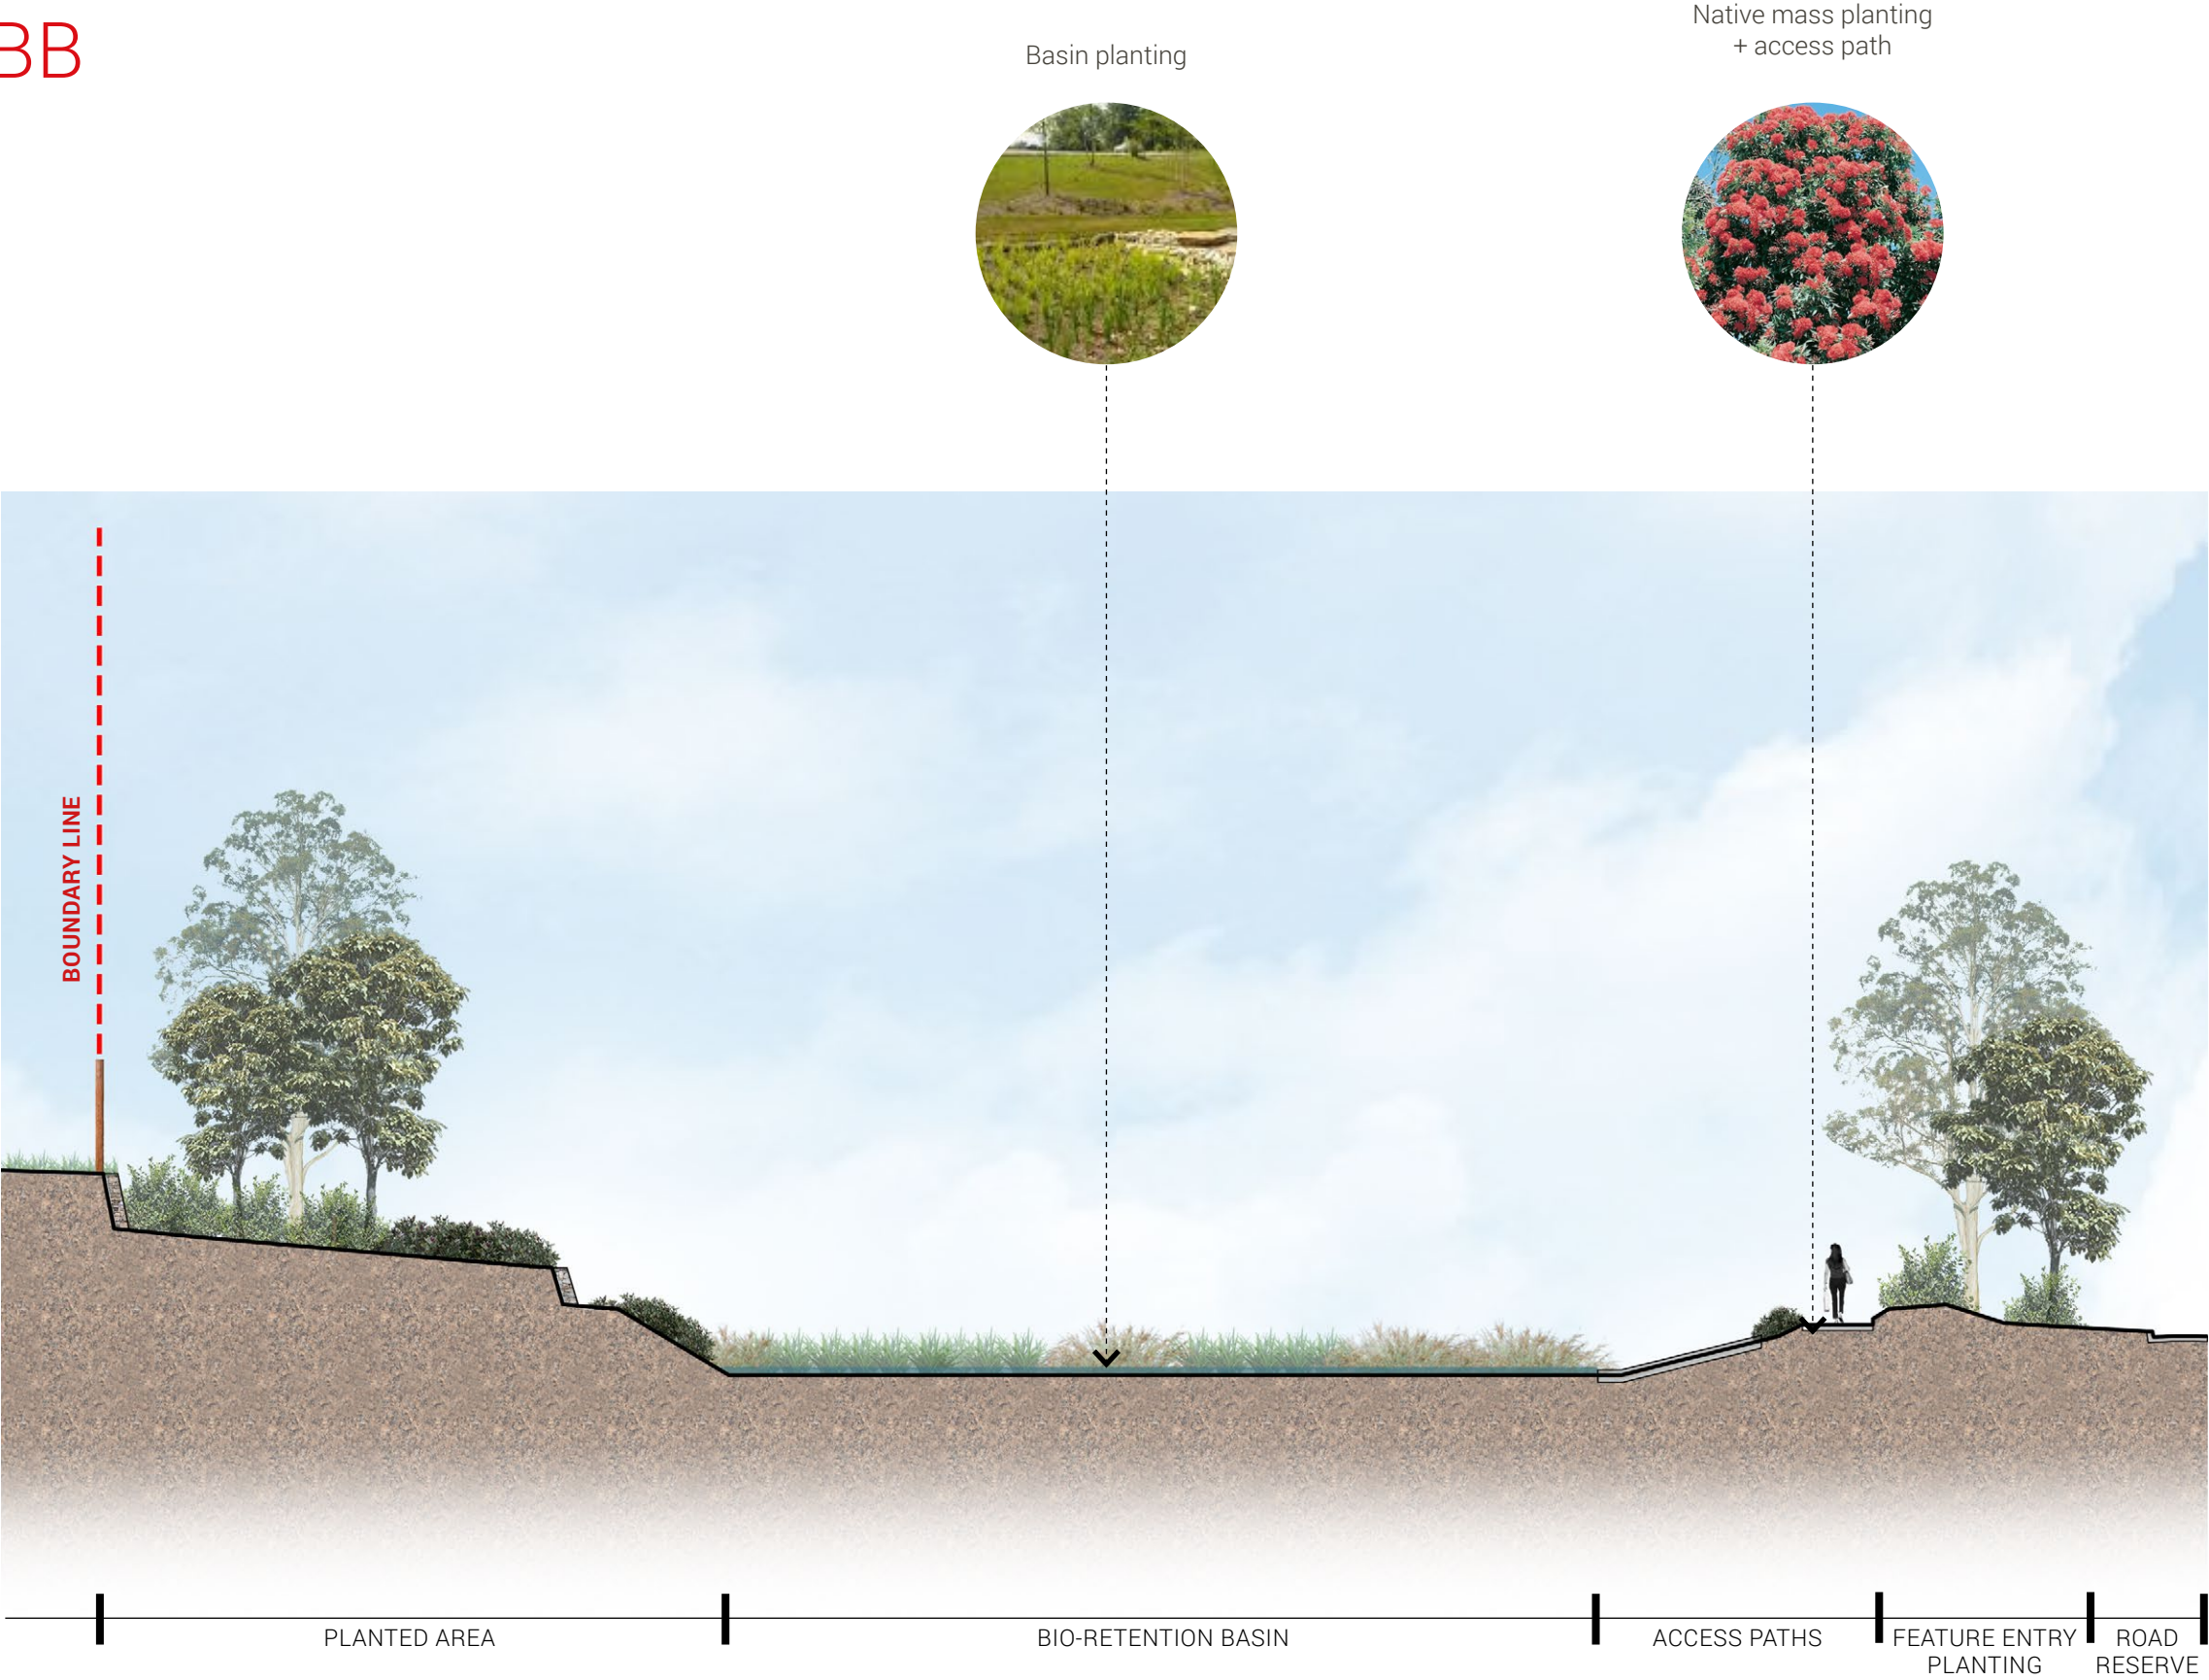 BB
Basin planting
Native mass planting
+ access path
BOUNDARY LINE
PLANTED AREA
BIO-RETENTION BASIN
ACCESS PATHS
FEATURE ENTRY
PLANTING
ROAD
RESERVE